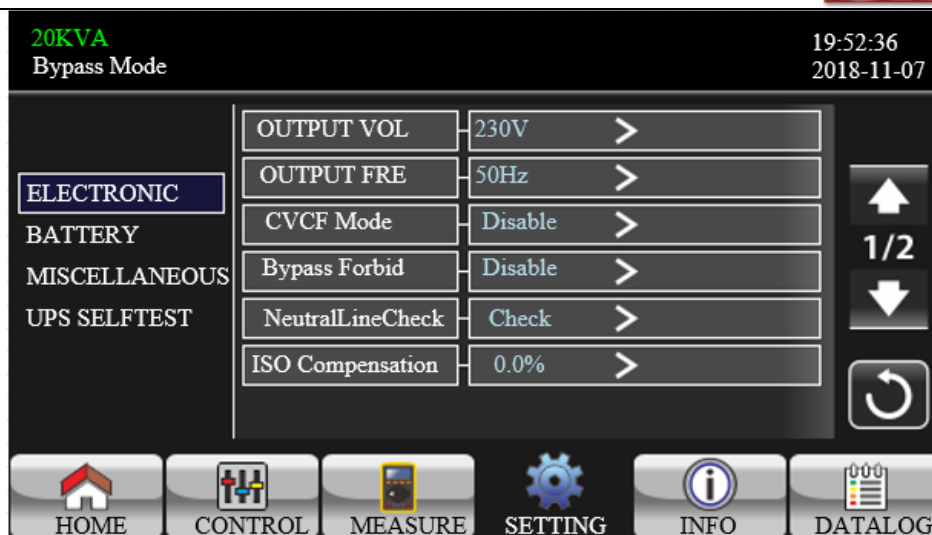 20KVA
19:52:36
Bypass Mode
2018-11-07
ELECTRONIC
BATTERY
MISCELLANEOUS
UPS SELFTEST
OUTPUT VOL 230V >
OUTPUT FRE 50Hz >
CVCF Mode Disable >
Bypass Forbid Disable >
NeutralLineCheck Check >
ISO Compensation 0.0% >
1/2
HOME CONTROL MEASURE SETTING INFO DATALOG